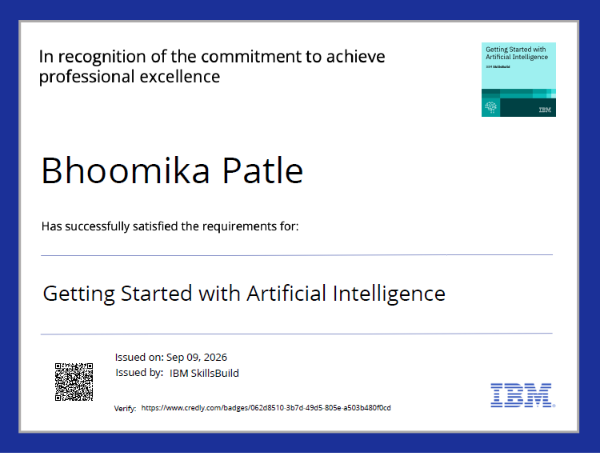 In recognition of the commitment to achieve
professional excellence
Getting Started with
Artificial Intelligence
IBM SkillsBuild
IBM
Bhoomika Patle
Has successfully satisfied the requirements for:
Getting Started with Artificial Intelligence
Issued on: Sep 09, 2026
Issued by: IBM SkillsBuild
Verify: https://www.credly.com/badges/062d8510-3b7d-49d5-805e-a503b480f0cd
IBM